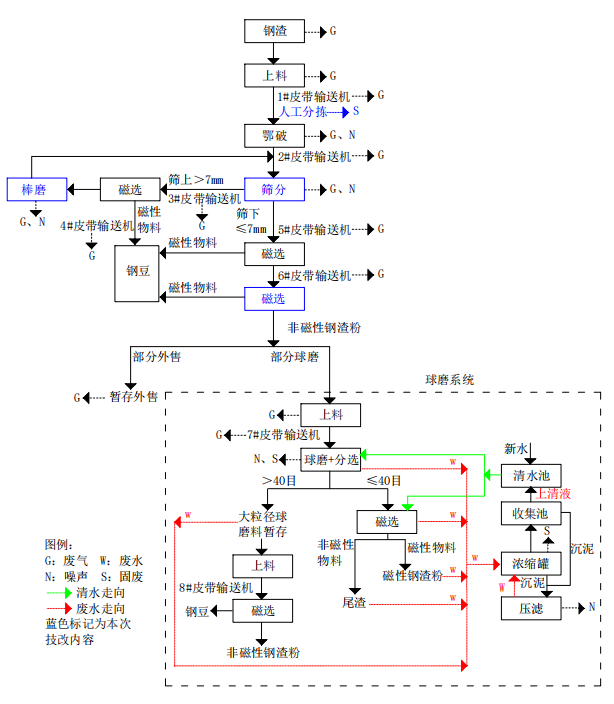 钢渣
G
上料
G
1#皮带输送机
G
人工分拣
S
鄂破
G、N
2#皮带输送机
G
筛上>7mm
棒磨
磁选
筛分
G、N
3#皮带输送机
G
G、N
磁性
物料
4#皮带输送机
G
筛下
≤7mm
5#皮带输送机
G
磁性物料
磁选
钢豆
6#皮带输送机
G
磁性物料
磁选
非磁性钢渣粉
部分外售
部分球磨
G
暂存外售
球磨系统
G
上料
G
7#皮带输送机
N、S
球磨+分选
W
新水
清水池
>40目
≤40目
上清液
W
大粒径球
磨料暂存
磁选
W
收集池
S
非磁性
物料
磁性物料
沉泥
W
浓缩罐
上料
磁性钢渣粉
W
沉泥
W
8#皮带输送机
尾渣
W
压滤
N
钢豆
磁选
非磁性钢渣粉
图例:
G: 废气 W: 废水
N: 噪声 S: 固废
清水走向
废水走向
蓝色标记为本次
技改内容